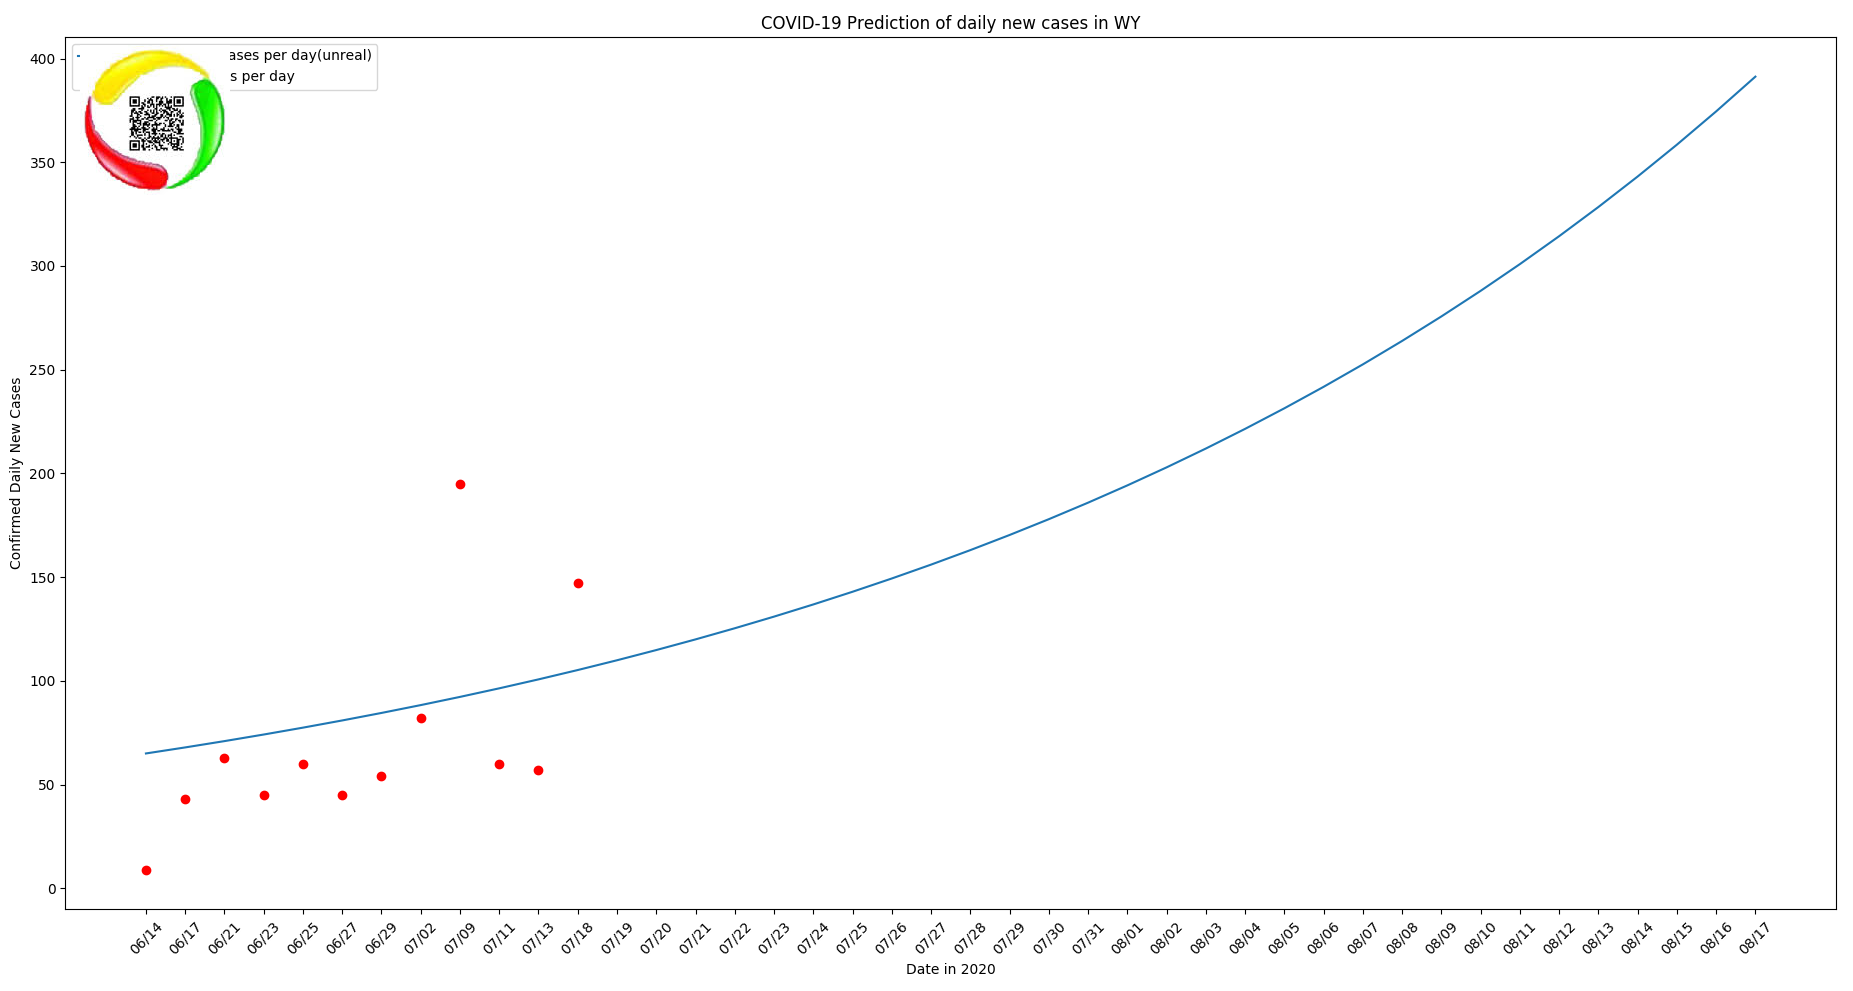 COVID-19 Prediction of daily new cases in WY
ases per day(unreal)
s per day
400
350
300
250
200
150
100
50
0
Confirmed Daily New Cases
06/14 06/17 06/21 06/23 06/25 06/27 06/29 07/02 07/09 07/11 07/13 07/18 07/19 07/20 07/21 07/22 07/23 07/24 07/25 07/26 07/27 07/28 07/29 07/30 07/31 08/01 08/02 08/03 08/04 08/05 08/06 08/07 08/08 08/09 08/10 08/11 08/12 08/13 08/14 08/15 08/16 08/17
Date in 2020